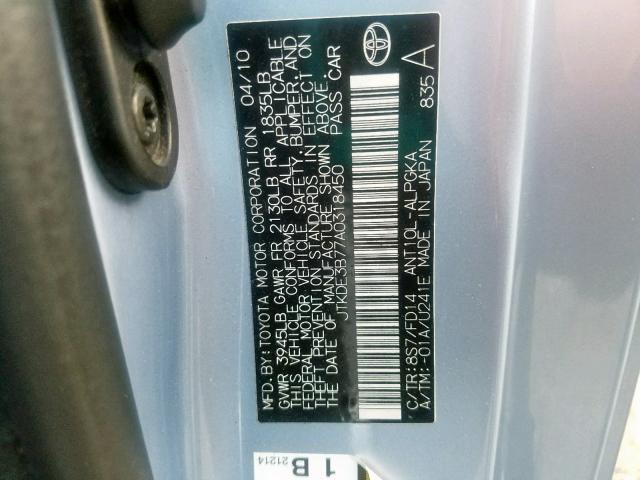 MFD.BY:TOYOTA MOTOR CORPORATION 04/10
GVWR 3945LB GAWR FR 2130LB RR 1835LB
THIS VEHICLE CONFORMS TO ALL APPLICABLE
FEDERAL MOTOR VEHICLE SAFETY, BUMPER, AND
THEFT PREVENTION STANDARDS IN EFFECT ON
THE DATE OF MANUFACTURE SHOWN ABOVE.
JTKDE3B77A0318450 PASS CAR
C/TR:8S7/FD14 ANT10L-ALPGKA 835 A
A/TM:-01A/U241E MADE IN JAPAN
1 B
21214